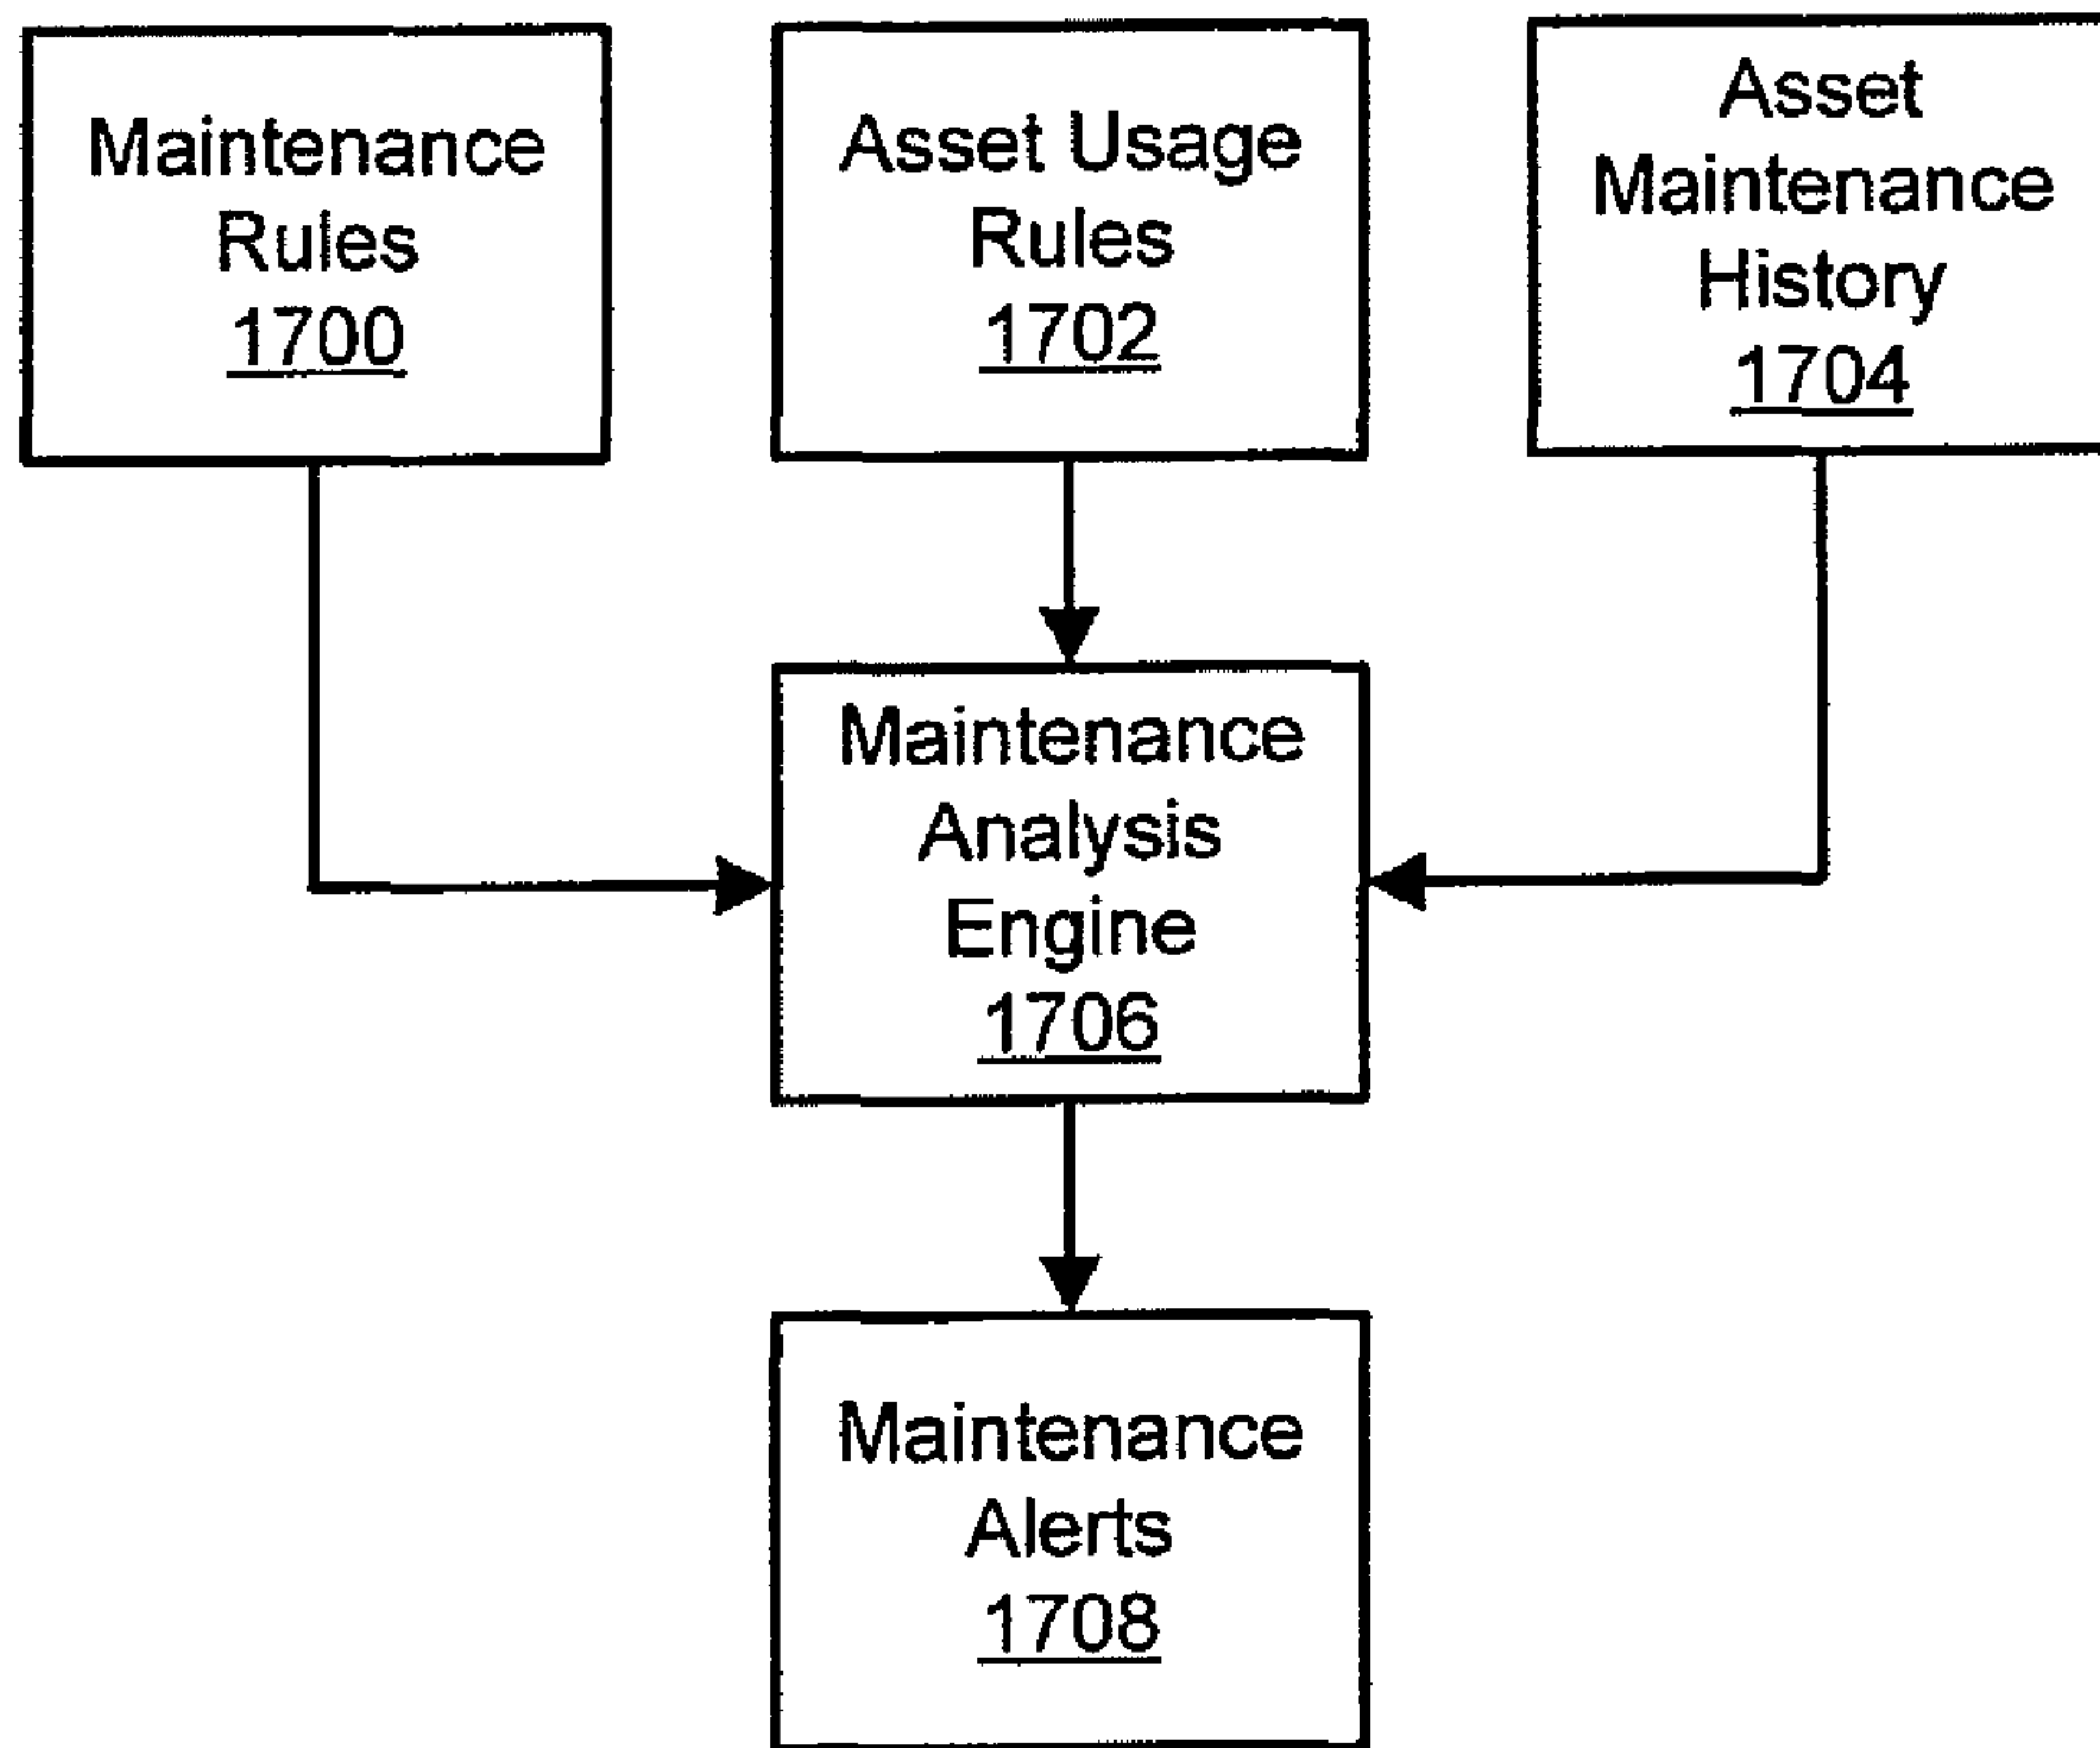 Maintenance
Rules
1700
Asset Usage
Rules
1702
Asset
Maintenance
History
1704
Maintenance
Analysis
Engine
1706
Maintenance
Alerts
1708